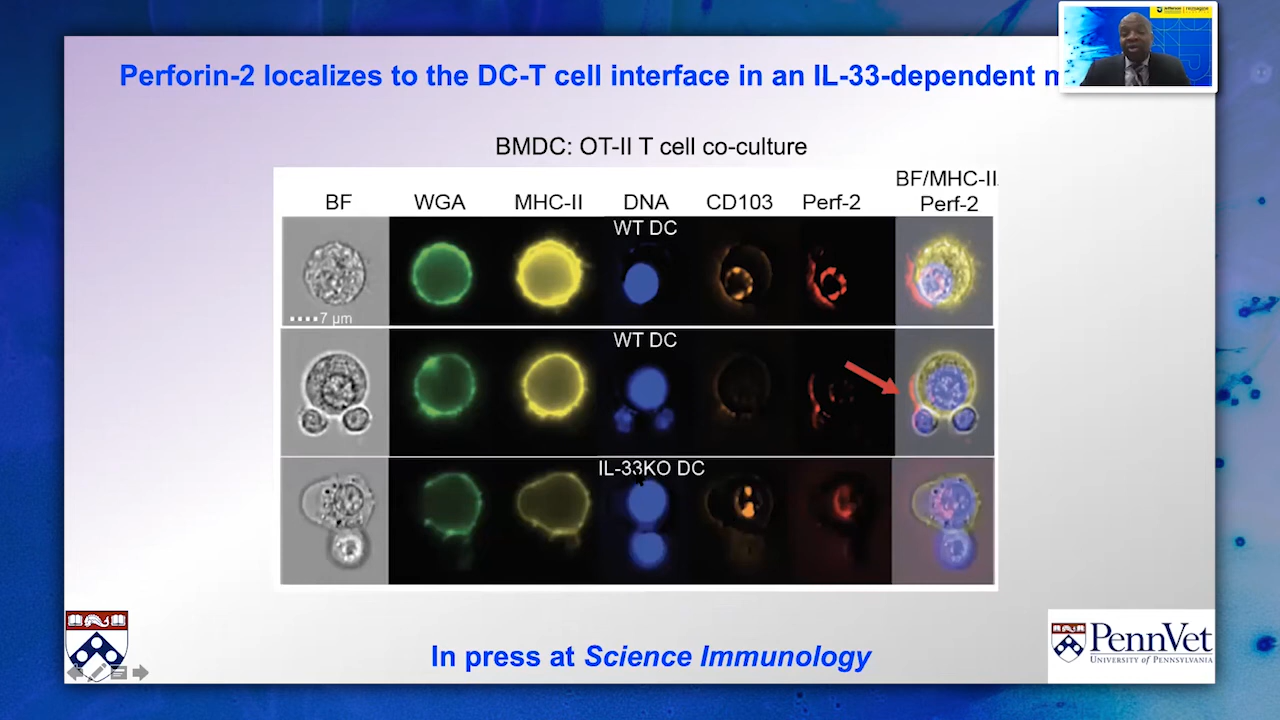 Perforin-2 localizes to the DC-T cell interface in an IL-33-dependent
BMDC: OT-II T cell co-culture
BF WGA MHC-II DNA CD103 Perf-2 BF/MHC-II
Perf-2
WT DC
7 µm
WT DC
IL-33KO DC
In press at Science Immunology
PennVet
UNIVERSITY of PENNSYLVANIA